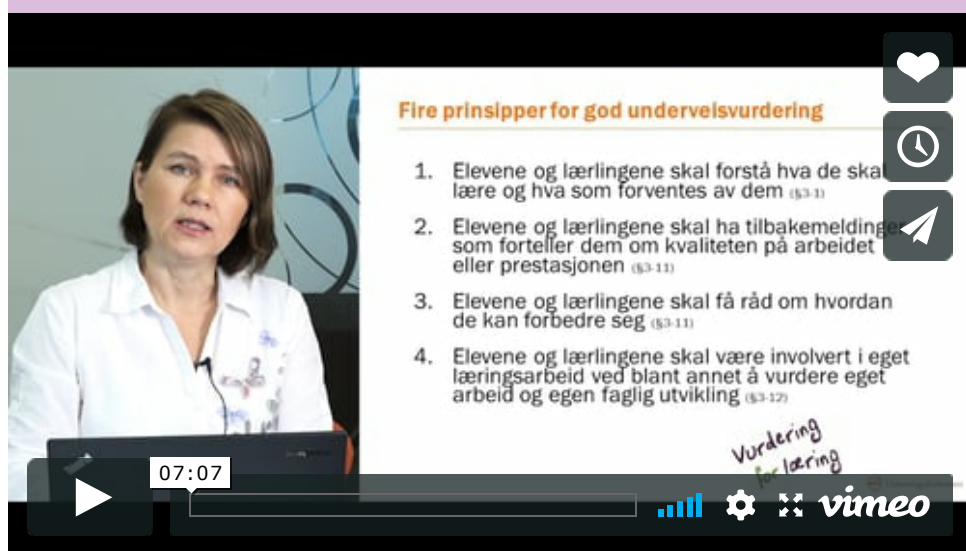 Fire prinsipper for god underveisvurdering
1. Elevene og lærlingene skal forstå hva de skal
lære og hva som forventes av dem (§3-1)
2. Elevene og lærlingene skal ha tilbakemeldinger
som forteller dem om kvaliteten på arbeidet
eller prestasjonen (§3-11)
3. Elevene og lærlingene skal få råd om hvordan
de kan forbedre seg (§3-11)
4. Elevene og lærlingene skal være involvert i eget
læringsarbeid ved blant annet å vurdere eget
arbeid og egen faglig utvikling (§3-12)
Vurdering
for læring
07:07
vimeo